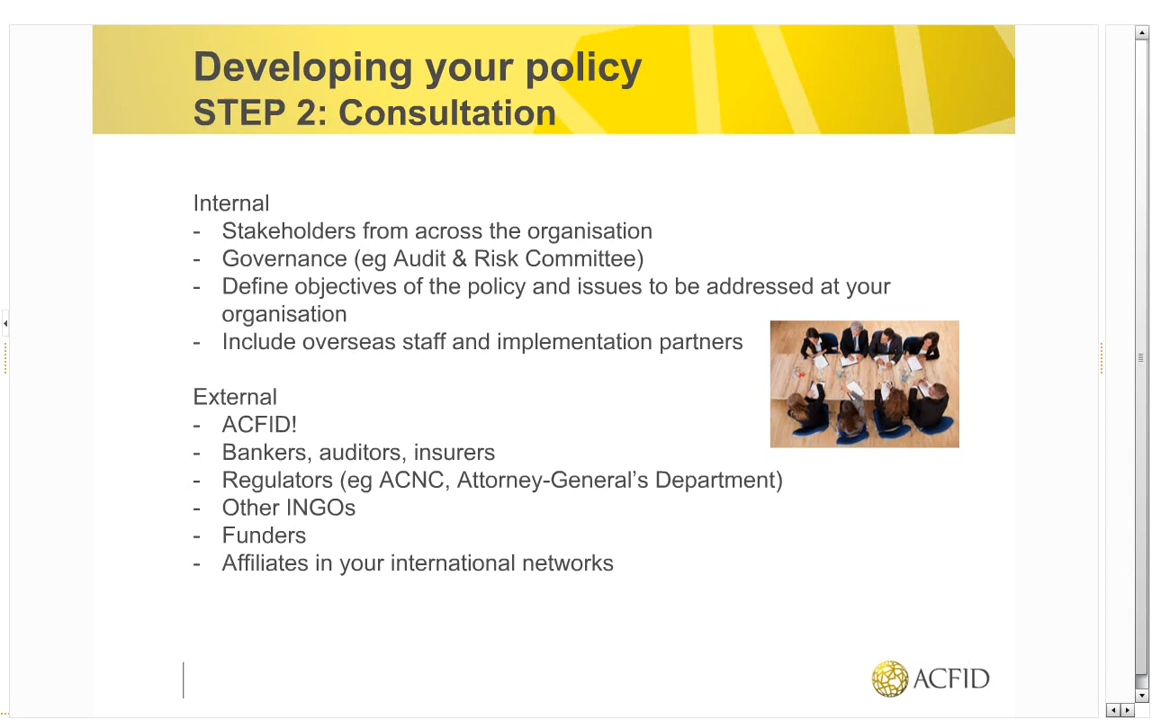 Developing your policy
STEP 2: Consultation
Internal
- Stakeholders from across the organisation
- Governance (eg Audit & Risk Committee)
- Define objectives of the policy and issues to be addressed at your
organisation
- Include overseas staff and implementation partners
External
- ACFID!
- Bankers, auditors, insurers
- Regulators (eg ACNC, Attorney-General’s Department)
- Other INGOs
- Funders
- Affiliates in your international networks
ACFID